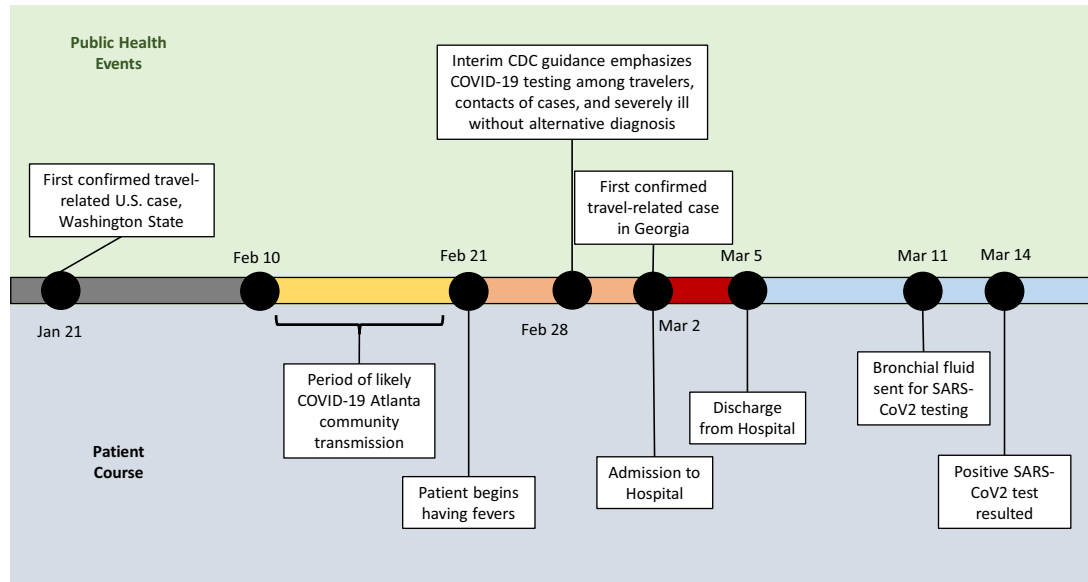 Public Health
Events
Interim CDC guidance emphasizes
COVID-19 testing among travelers,
contacts of cases, and severely ill
without alternative diagnosis
First confirmed travel-
related U.S. case,
Washington State
First confirmed
travel-related case
in Georgia
Feb 10
Feb 21
Mar 5
Mar 11
Mar 14
Jan 21
Feb 28
Mar 2
Period of likely
COVID-19 Atlanta
community
transmission
Bronchial fluid
sent for SARS-
CoV2 testing
Discharge
from Hospital
Patient
Course
Admission to
Hospital
Patient begins
having fevers
Positive SARS-
CoV2 test
resulted